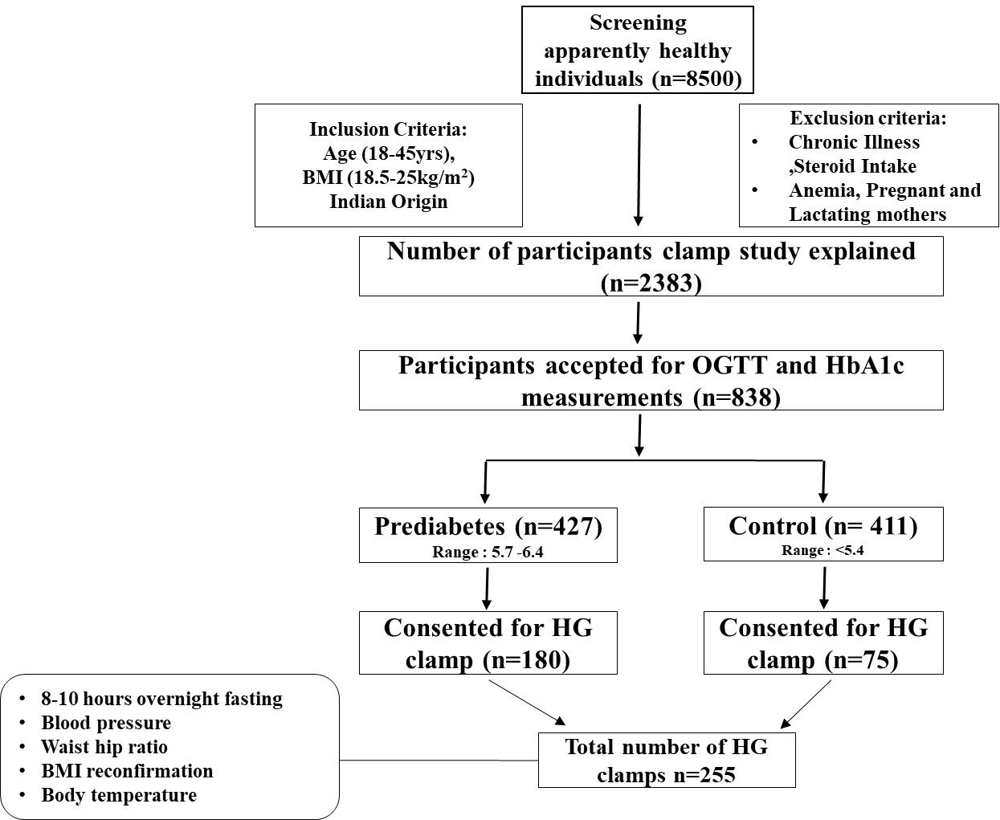 Screening
apparently healthy
individuals (n=8500)
Inclusion Criteria:
Age (18-45yrs),
BMI (18.5-25kg/m²)
Indian Origin
Exclusion criteria:
• Chronic Illness
,Steroid Intake
• Anemia, Pregnant and
Lactating mothers
Number of participants clamp study explained
(n=2383)
Participants accepted for OGTT and HbA1c
measurements (n=838)
Prediabetes (n=427)
Range : 5.7 -6.4
Control (n= 411)
Range : <5.4
Consented for HG
clamp (n=180)
Consented for HG
clamp (n=75)
• 8-10 hours overnight fasting
• Blood pressure
• Waist hip ratio
• BMI reconfirmation
• Body temperature
Total number of HG
clamps n=255